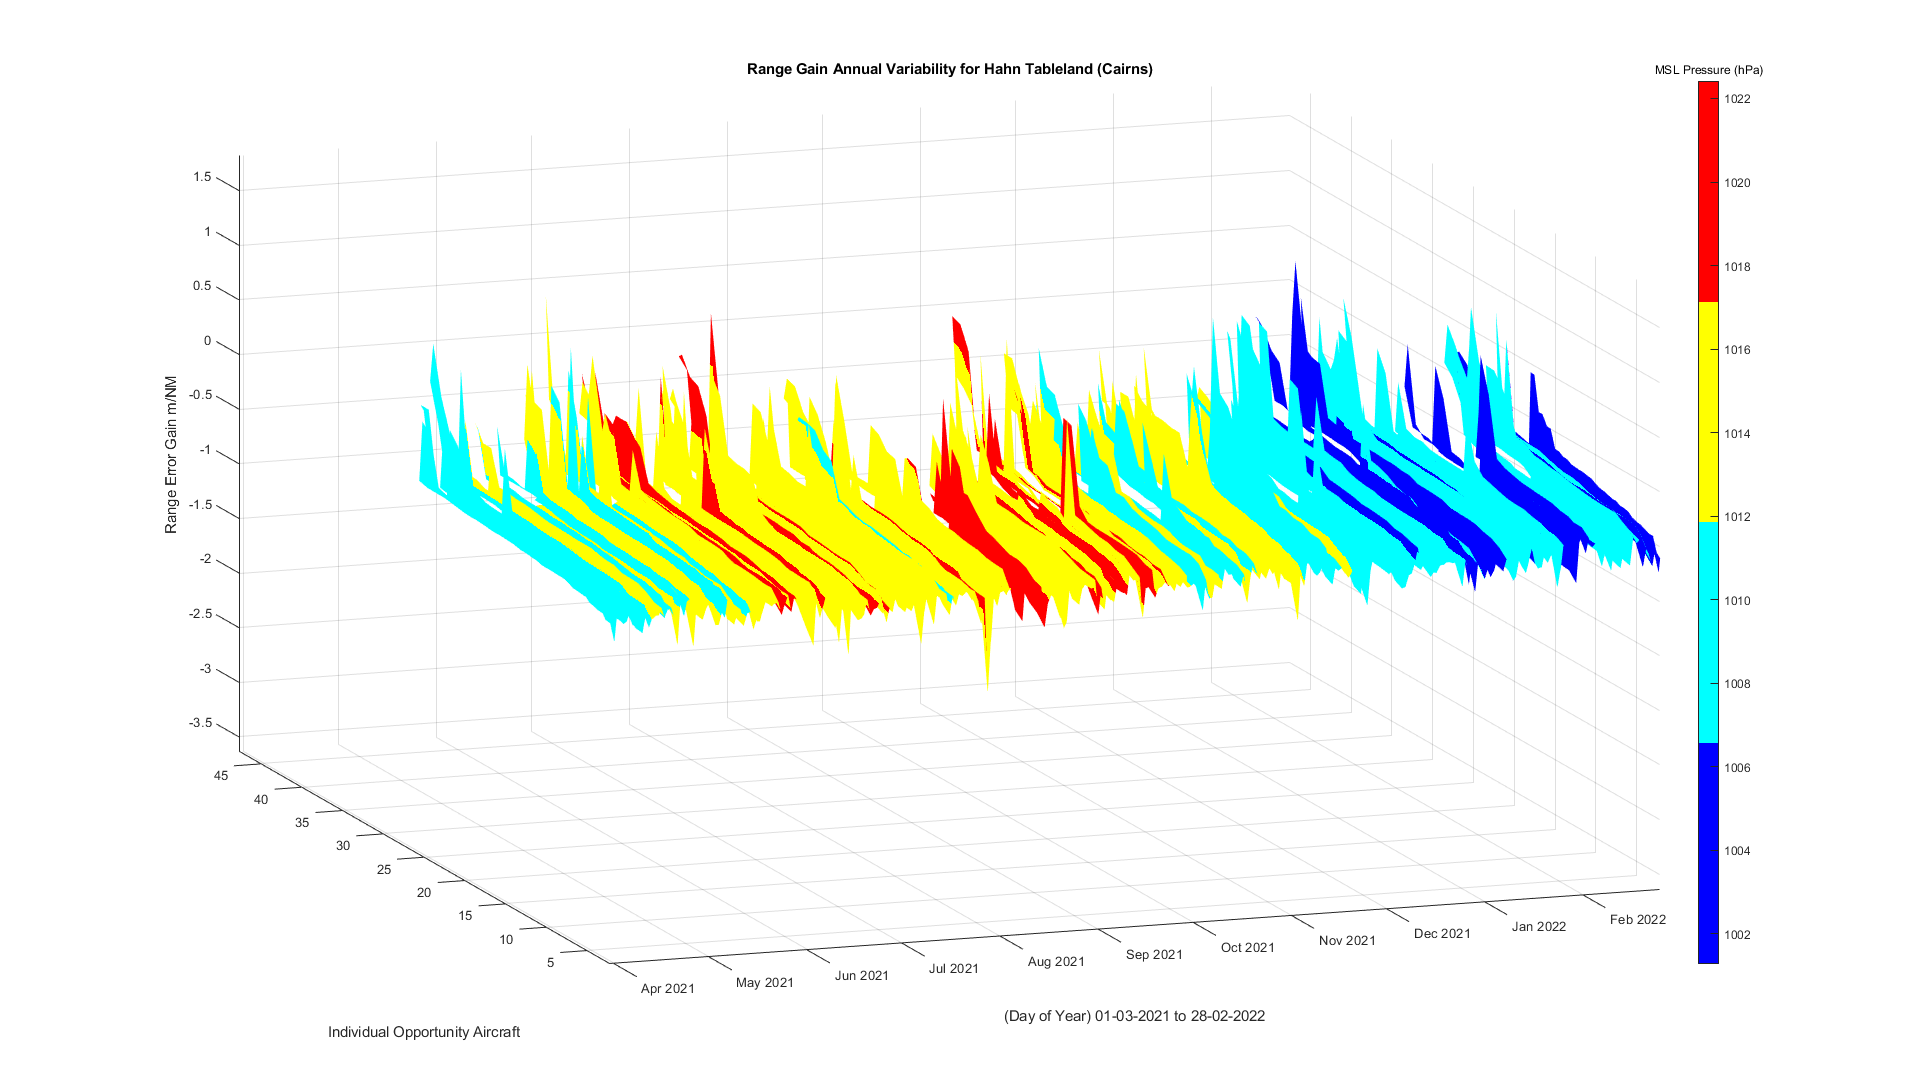 Range Gain Annual Variability for Hahn Tableland (Cairns)
MSL Pressure (hPa)
1022
1020
1018
1016
1014
1012
1010
1008
1006
1004
1002
Range Error Gain m/NM
1.5
1
0.5
0
-0.5
-1
-1.5
-2
-2.5
-3
-3.5
45
40
35
30
25
20
15
10
5
Individual Opportunity Aircraft
Apr 2021
May 2021
Jun 2021
Jul 2021
Aug 2021
Sep 2021
Oct 2021
Nov 2021
Dec 2021
Jan 2022
Feb 2022
(Day of Year) 01-03-2021 to 28-02-2022